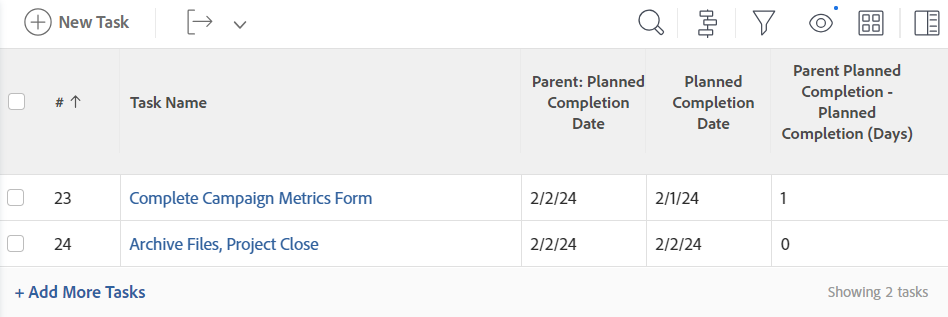 New Task
# Task Name Parent: Planned Completion Date Planned Completion Date Parent Planned Completion - Planned Completion (Days)
23 Complete Campaign Metrics Form 2/2/24 2/1/24 1
24 Archive Files, Project Close 2/2/24 2/2/24 0
+ Add More Tasks Showing 2 tasks